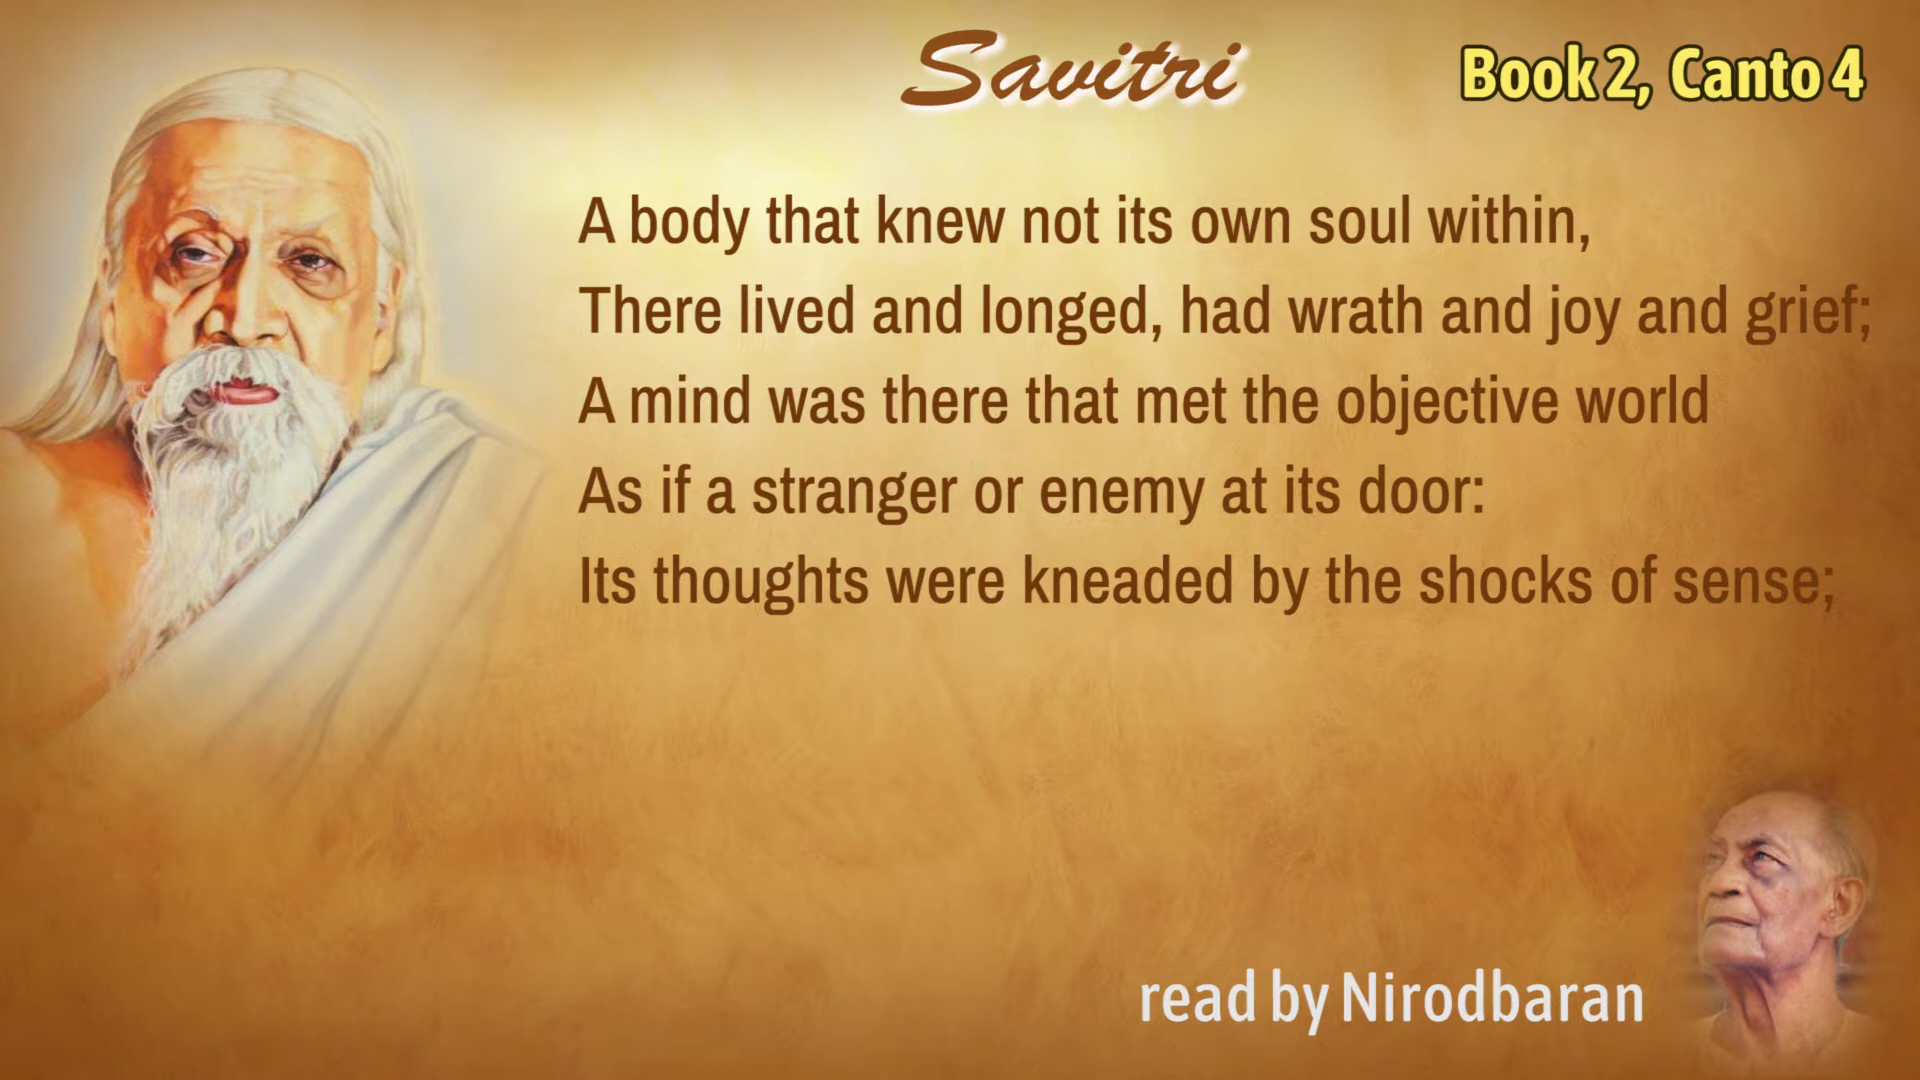 Savitri
Book 2, Canto 4
A body that knew not its own soul within,
There lived and longed, had wrath and joy and grief;
A mind was there that met the objective world
As if a stranger or enemy at its door:
Its thoughts were kneaded by the shocks of sense;
read by Nirodbaran